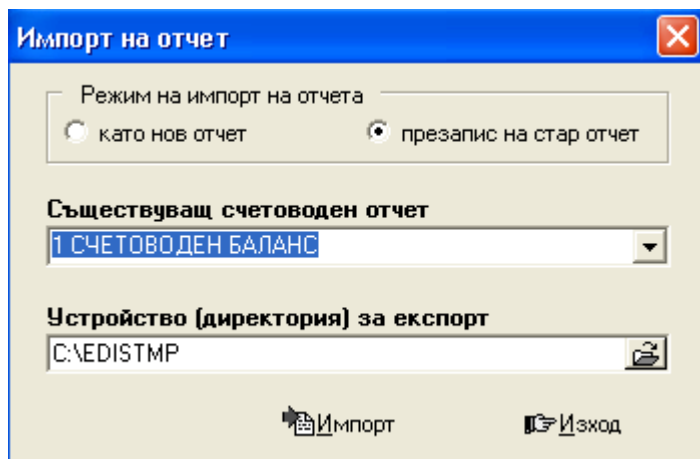 Импорт на отчет
Режим на импорт на отчета
като нов отчет презапис на стар отчет
Съществуващ счетоводен отчет
1 СЧЕТОВОДЕН БАЛАНС
Устройство (директория) за експорт
C:\EDISTMP
Импорт Изход